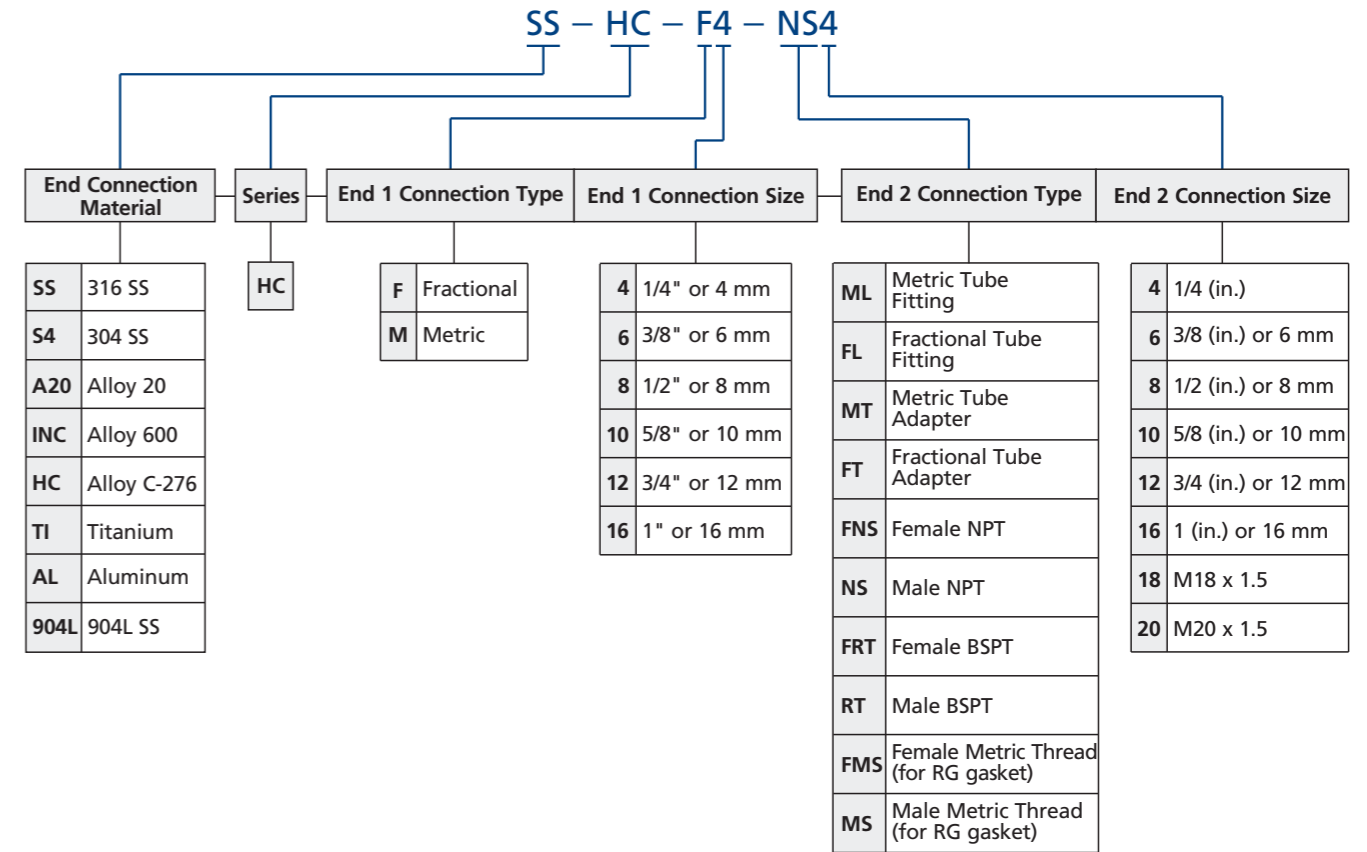 SS – HC – F4 – NS4
End Connection
Material
Series
End 1 Connection Type
End 1 Connection Size
End 2 Connection Type
End 2 Connection Size
SS 316 SS
S4 304 SS
A20 Alloy 20
INC Alloy 600
HC Alloy C-276
TI Titanium
AL Aluminum
904L 904L SS
HC
F Fractional
M Metric
4 1/4" or 4 mm
6 3/8" or 6 mm
8 1/2" or 8 mm
10 5/8" or 10 mm
12 3/4" or 12 mm
16 1" or 16 mm
ML Metric Tube
Fitting
FL Fractional Tube
Fitting
MT Metric Tube
Adapter
FT Fractional Tube
Adapter
FNS Female NPT
NS Male NPT
FRT Female BSPT
RT Male BSPT
FMS Female Metric Thread
(for RG gasket)
MS Male Metric Thread
(for RG gasket)
4 1/4 (in.)
6 3/8 (in.) or 6 mm
8 1/2 (in.) or 8 mm
10 5/8 (in.) or 10 mm
12 3/4 (in.) or 12 mm
16 1 (in.) or 16 mm
18 M18 x 1.5
20 M20 x 1.5